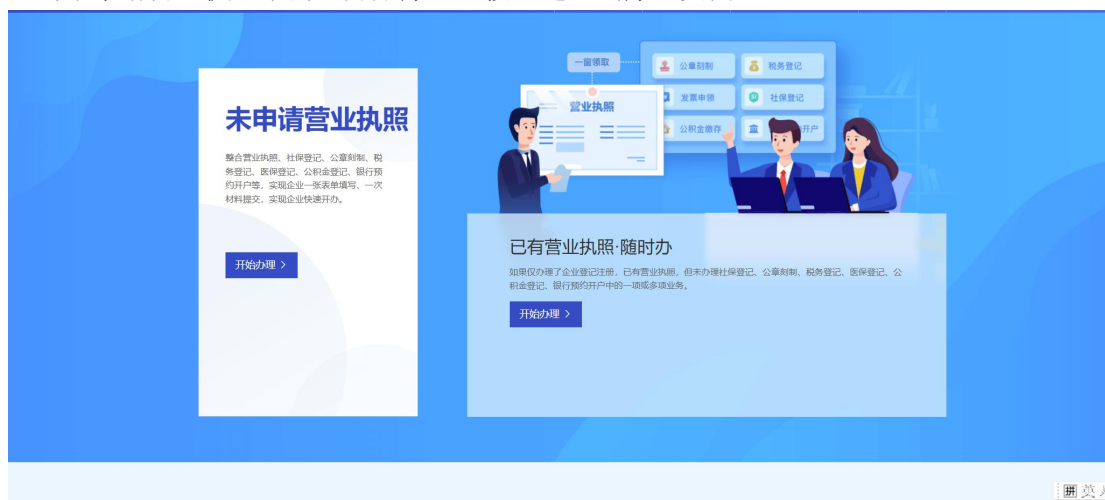 未申请营业执照
整合营业执照、社保登记、公章刻制、税
务登记、医保登记、公积金登记、银行预
约开户等，实现企业一张表单填写、一次
材料提交，实现企业快速开办。
开始办理 >
一窗领取
公章刻制
税务登记
营业执照
发票申领
社保登记
公积金缴存
开户
已有营业执照·随时办
如果仅办理了企业登记注册，已有营业执照，但未办理社保登记、公章刻制、税务登记、医保登记、公
积金登记、银行预约开户中的一项或多项业务。
开始办理 >
拼 英